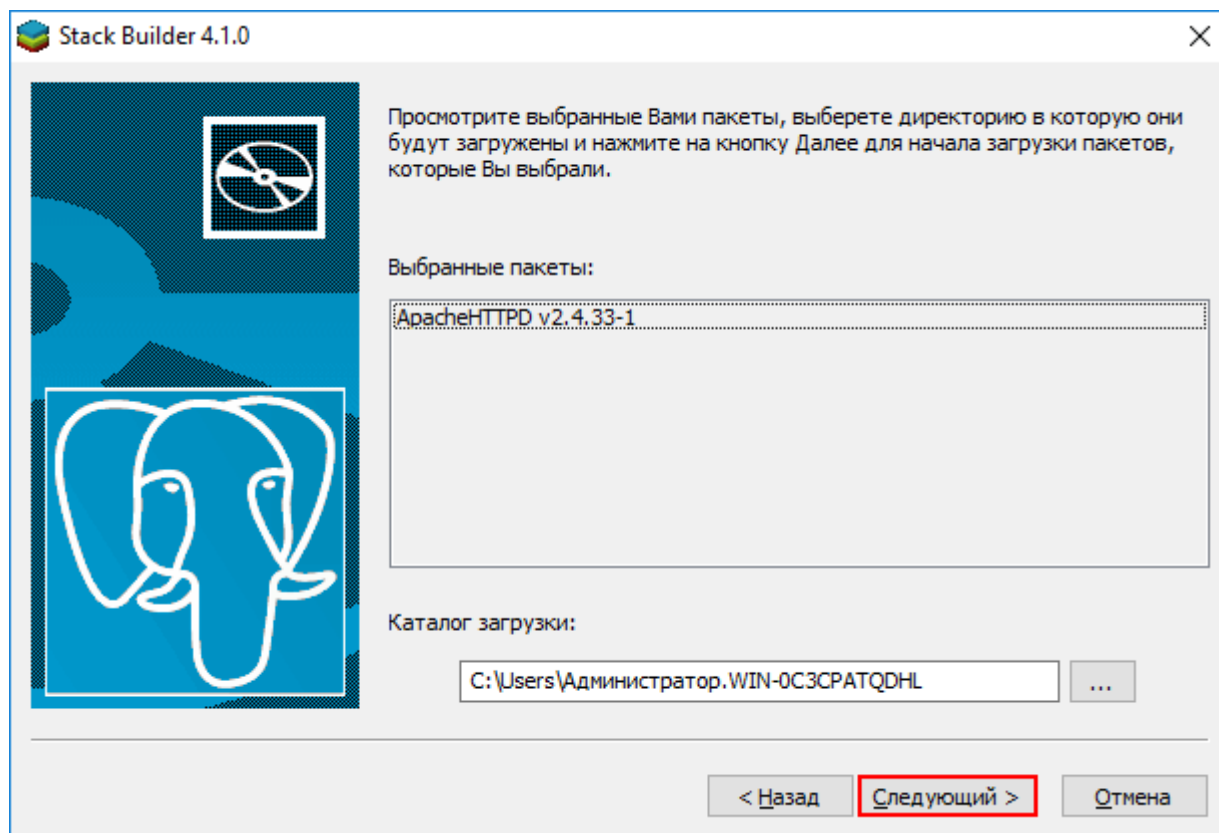 Stack Builder 4.1.0
Просмотрите выбранные Вами пакеты, выберете директорию в которую они
будут загружены и нажмите на кнопку Далее для начала загрузки пакетов,
которые Вы выбрали.
Выбранные пакеты:
ApacheHTTPD v2.4.33-1
Каталог загрузки:
C:\Users\Администратор.WIN-0C3CPATQDHL
...
< Назад
Следующий >
Отмена